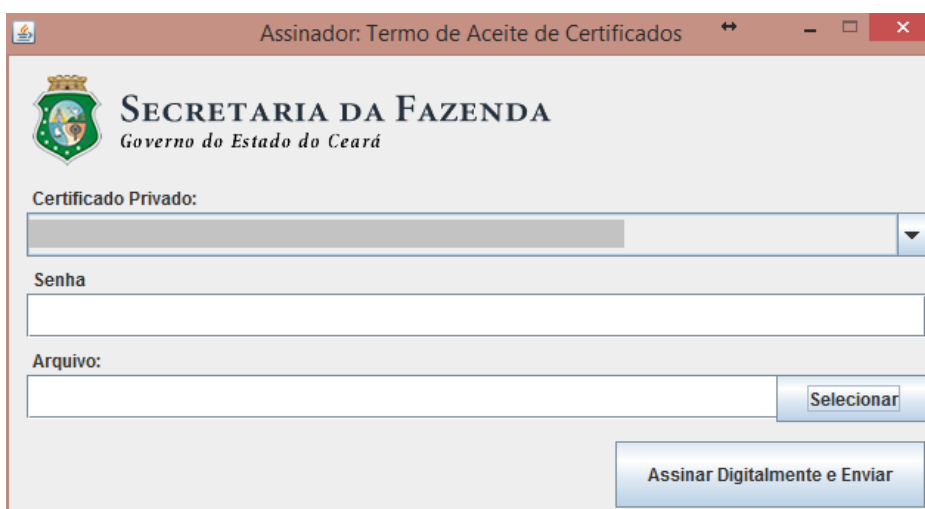 Assinador: Termo de Aceite de Certificados
SECRETARIA DA FAZENDA
Governo do Estado do Ceará
Certificado Privado:
Senha
Arquivo:
Selecionar
Assinar Digitalmente e Enviar